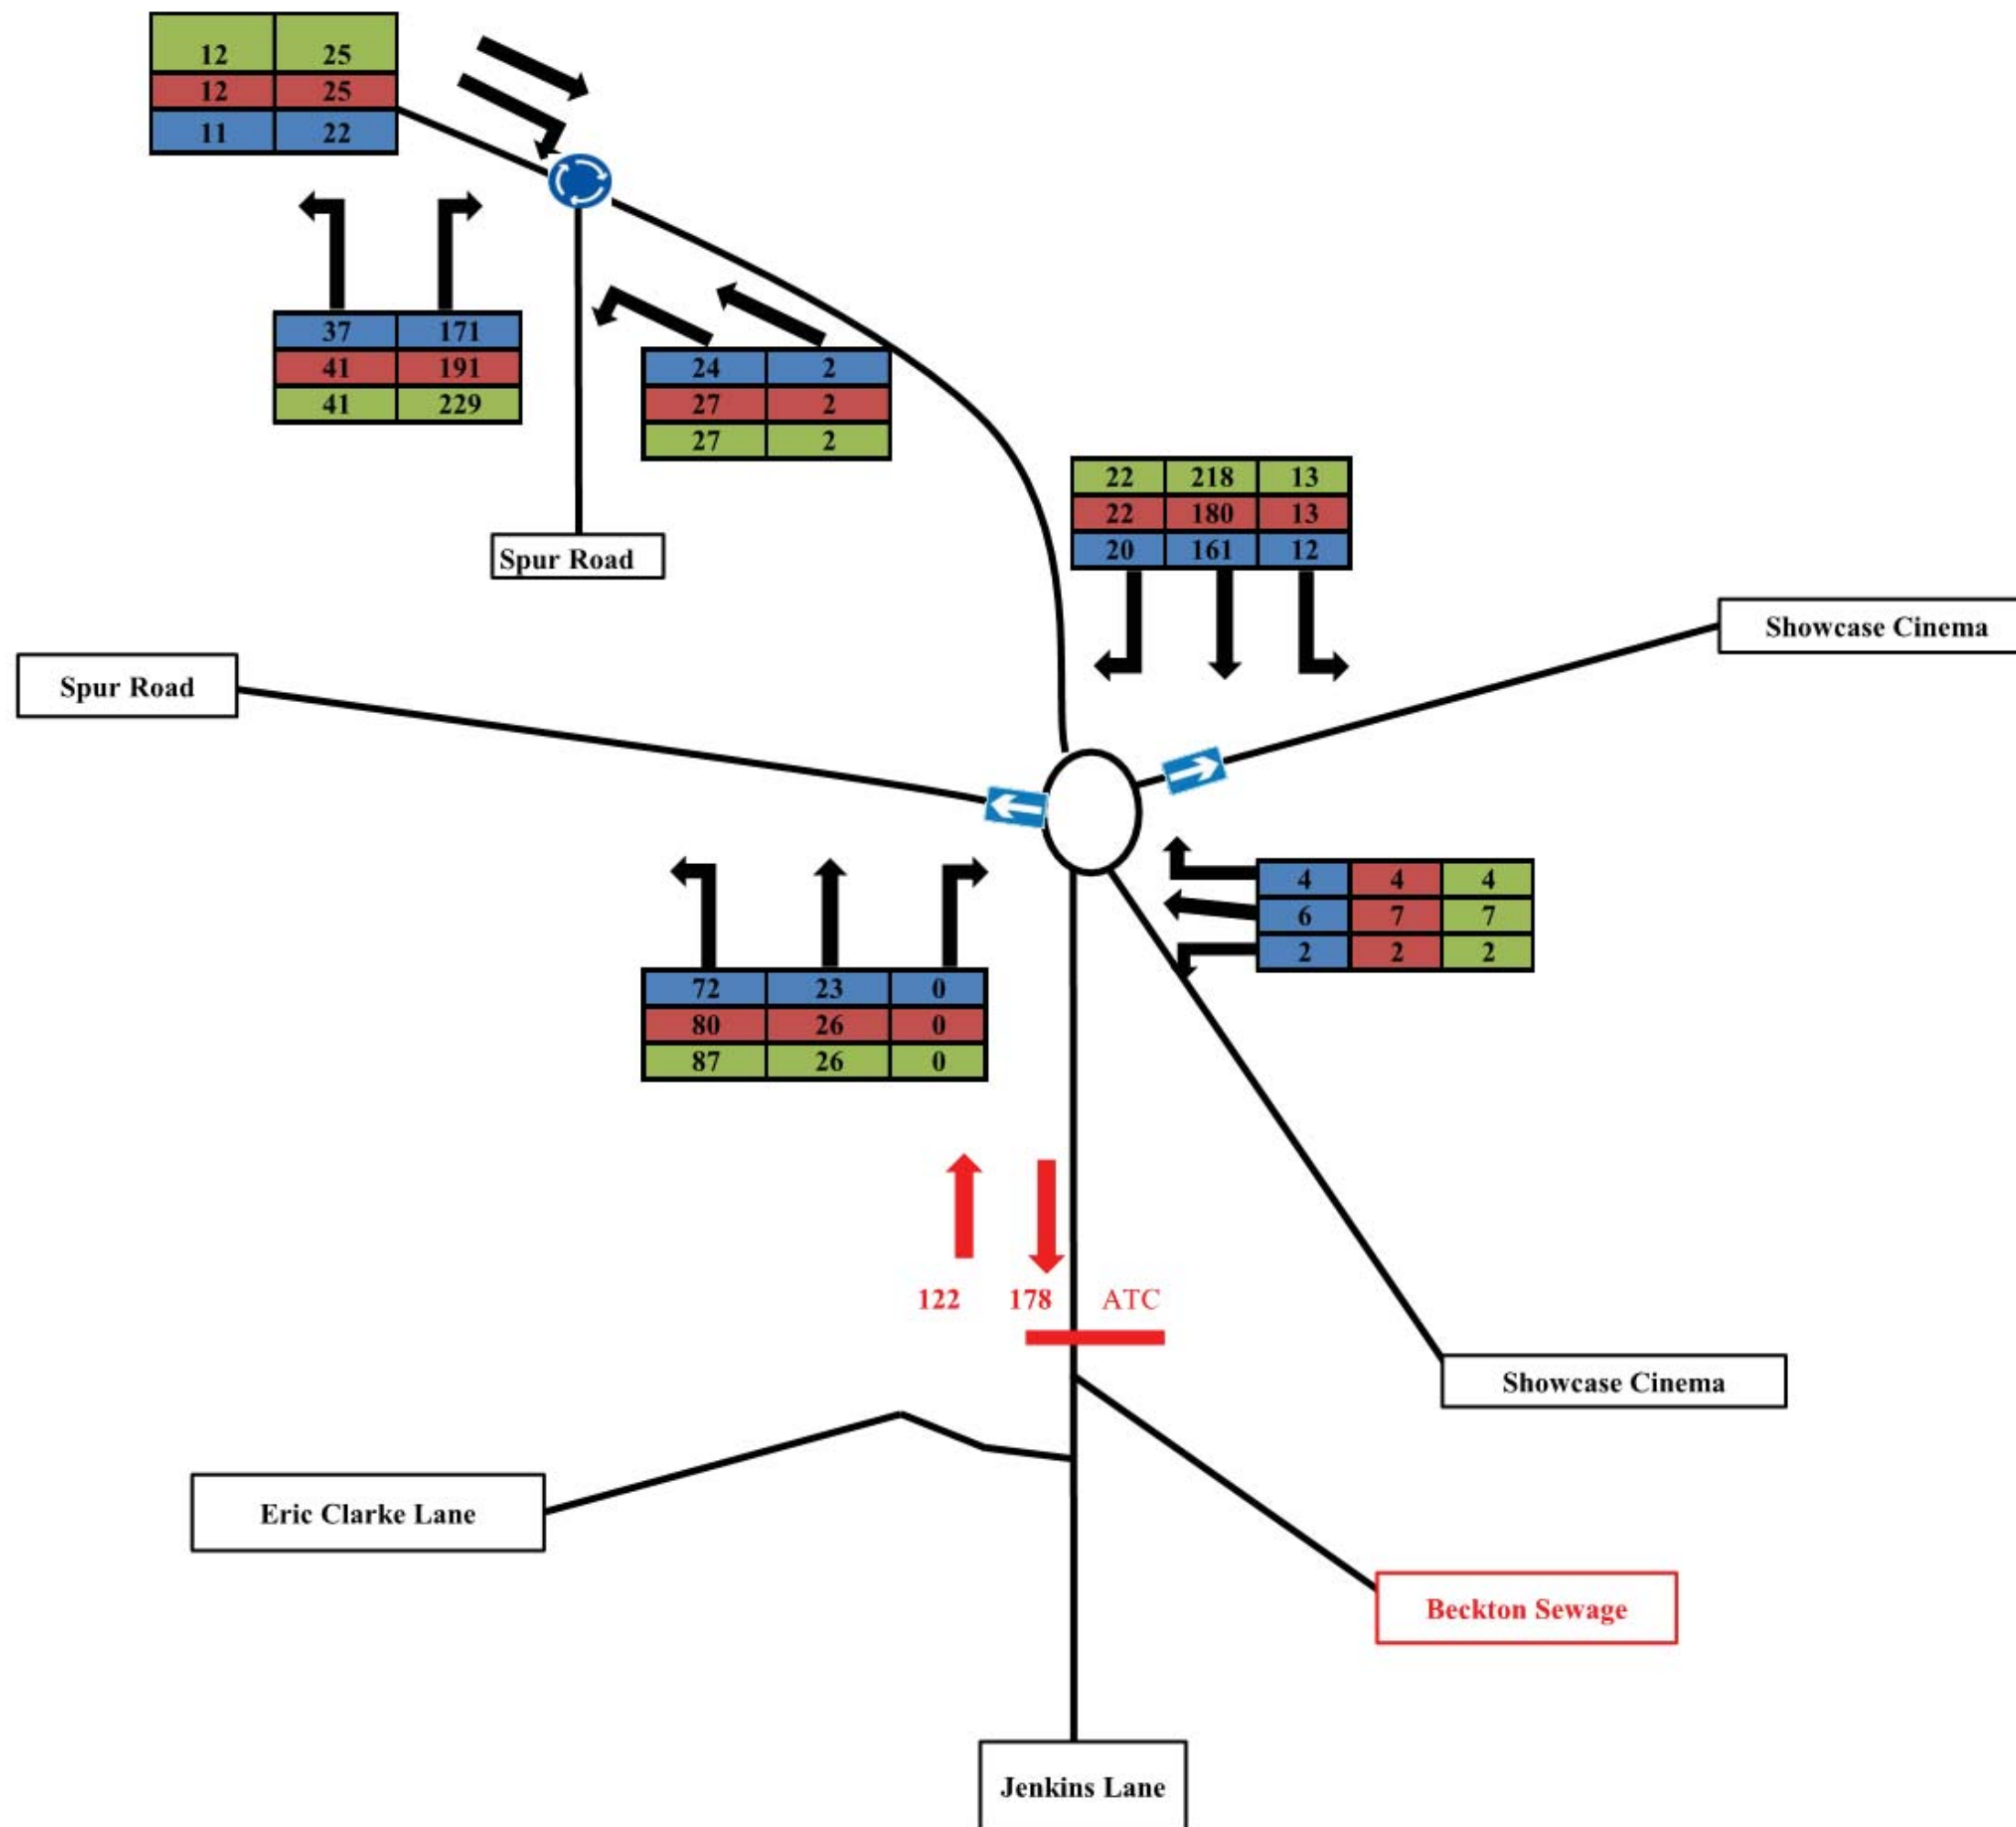 12 25
12 25
11 22
37 171
41 191
41 229
24 2
27 2
27 2
22 218 13
22 180 13
20 161 12
Spur Road
Showcase Cinema
Spur Road
4 4 4
6 7 7
2 2 2
72 23 0
80 26 0
87 26 0
122 178 ATC
Showcase Cinema
Eric Clarke Lane
Beckton Sewage
Jenkins Lane